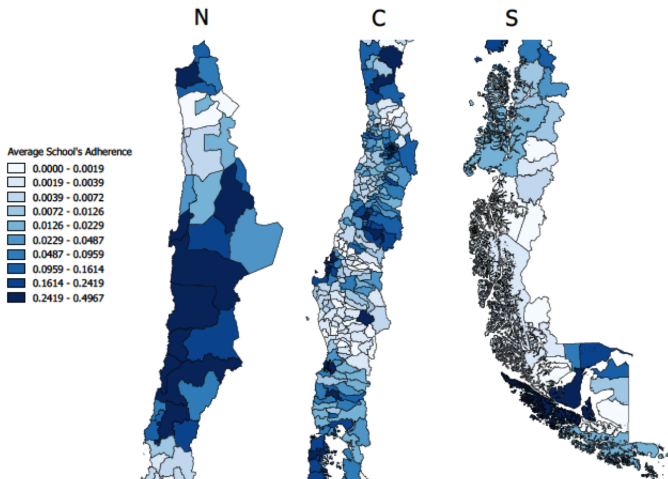 N C S
Average School's Adherence
0.0000 - 0.0019
0.0019 - 0.0039
0.0039 - 0.0072
0.0072 - 0.0126
0.0126 - 0.0229
0.0229 - 0.0487
0.0487 - 0.0959
0.0959 - 0.1614
0.1614 - 0.2419
0.2419 - 0.4967